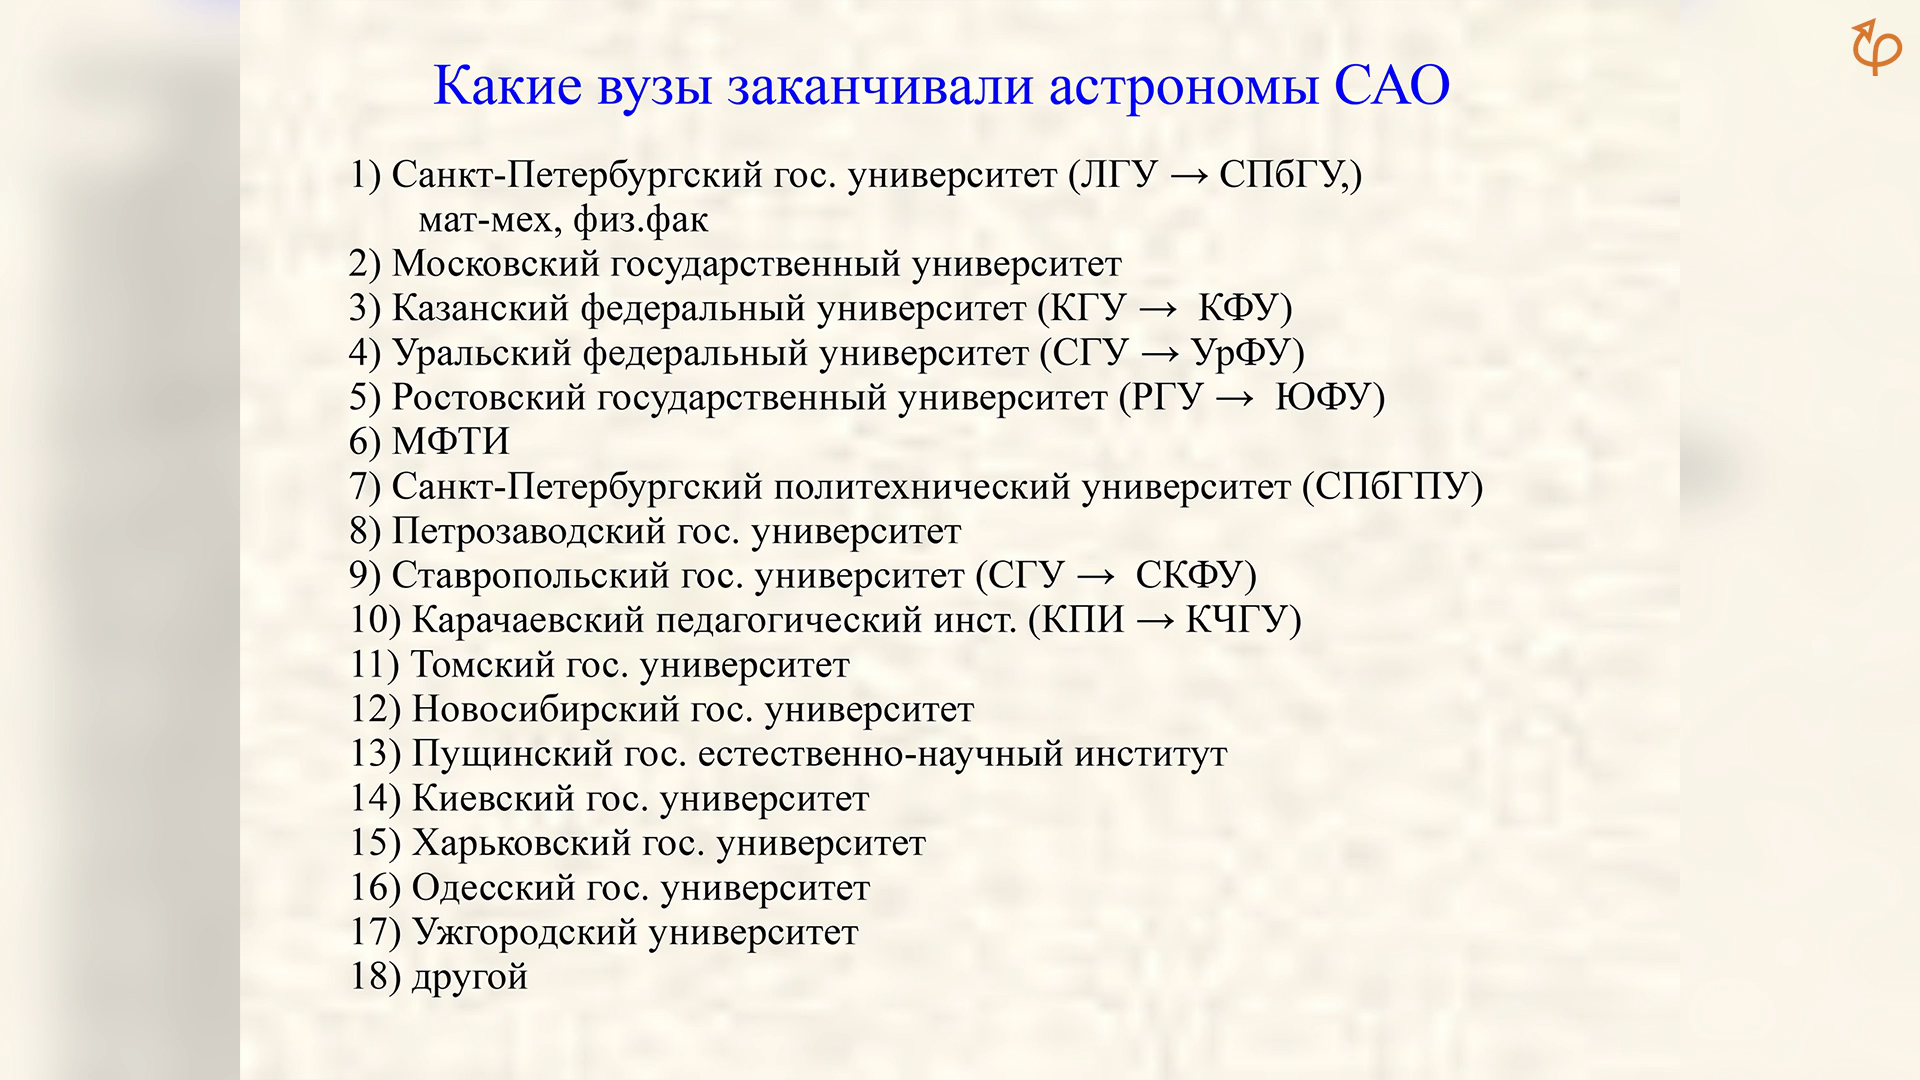 Какие вузы заканчивали астрономы САО
1) Санкт-Петербургский гос. университет (ЛГУ → СПбГУ,)
мат-мех, физ.фак
2) Московский государственный университет
3) Казанский федеральный университет (КГУ → КФУ)
4) Уральский федеральный университет (СГУ → УрФУ)
5) Ростовский государственный университет (РГУ → ЮФУ)
6) МФТИ
7) Санкт-Петербургский политехнический университет (СПбГПУ)
8) Петрозаводский гос. университет
9) Ставропольский гос. университет (СГУ → СКФУ)
10) Карачаевский педагогический инст. (КПИ → КЧГУ)
11) Томский гос. университет
12) Новосибирский гос. университет
13) Пущинский гос. естественно-научный институт
14) Киевский гос. университет
15) Харьковский гос. университет
16) Одесский гос. университет
17) Ужгородский университет
18) другой